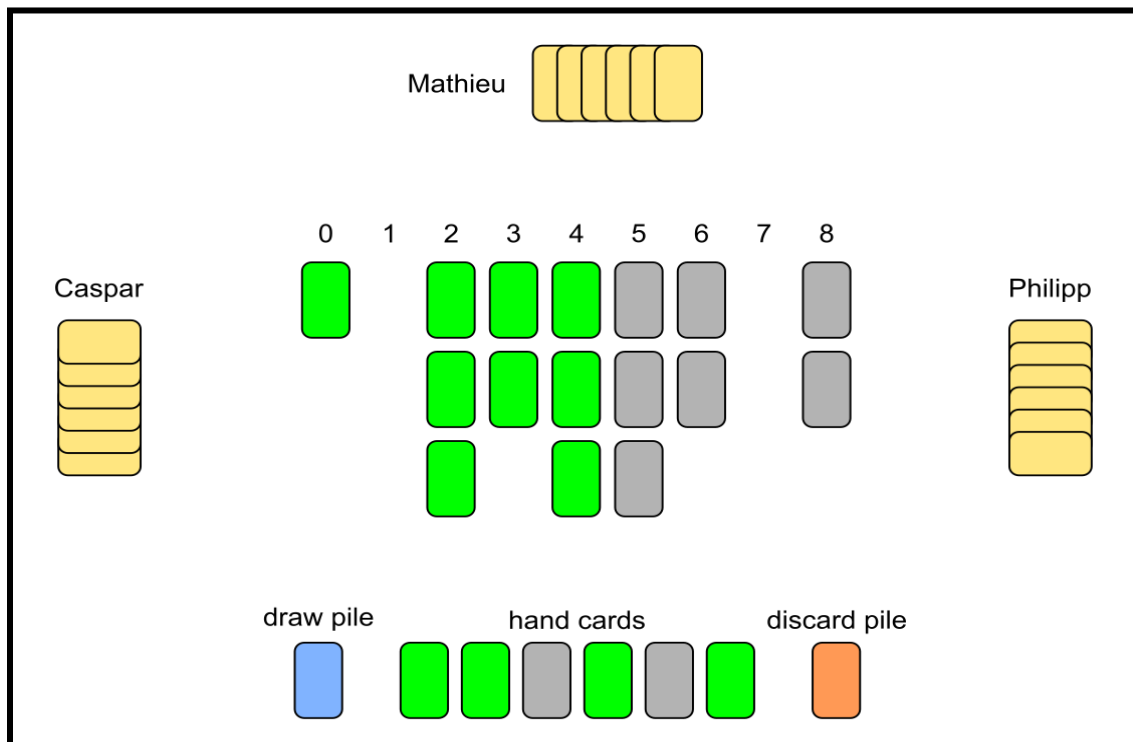 Mathieu
0 1 2 3 4 5 6 7 8
Caspar
Philipp
draw pile
hand cards
discard pile